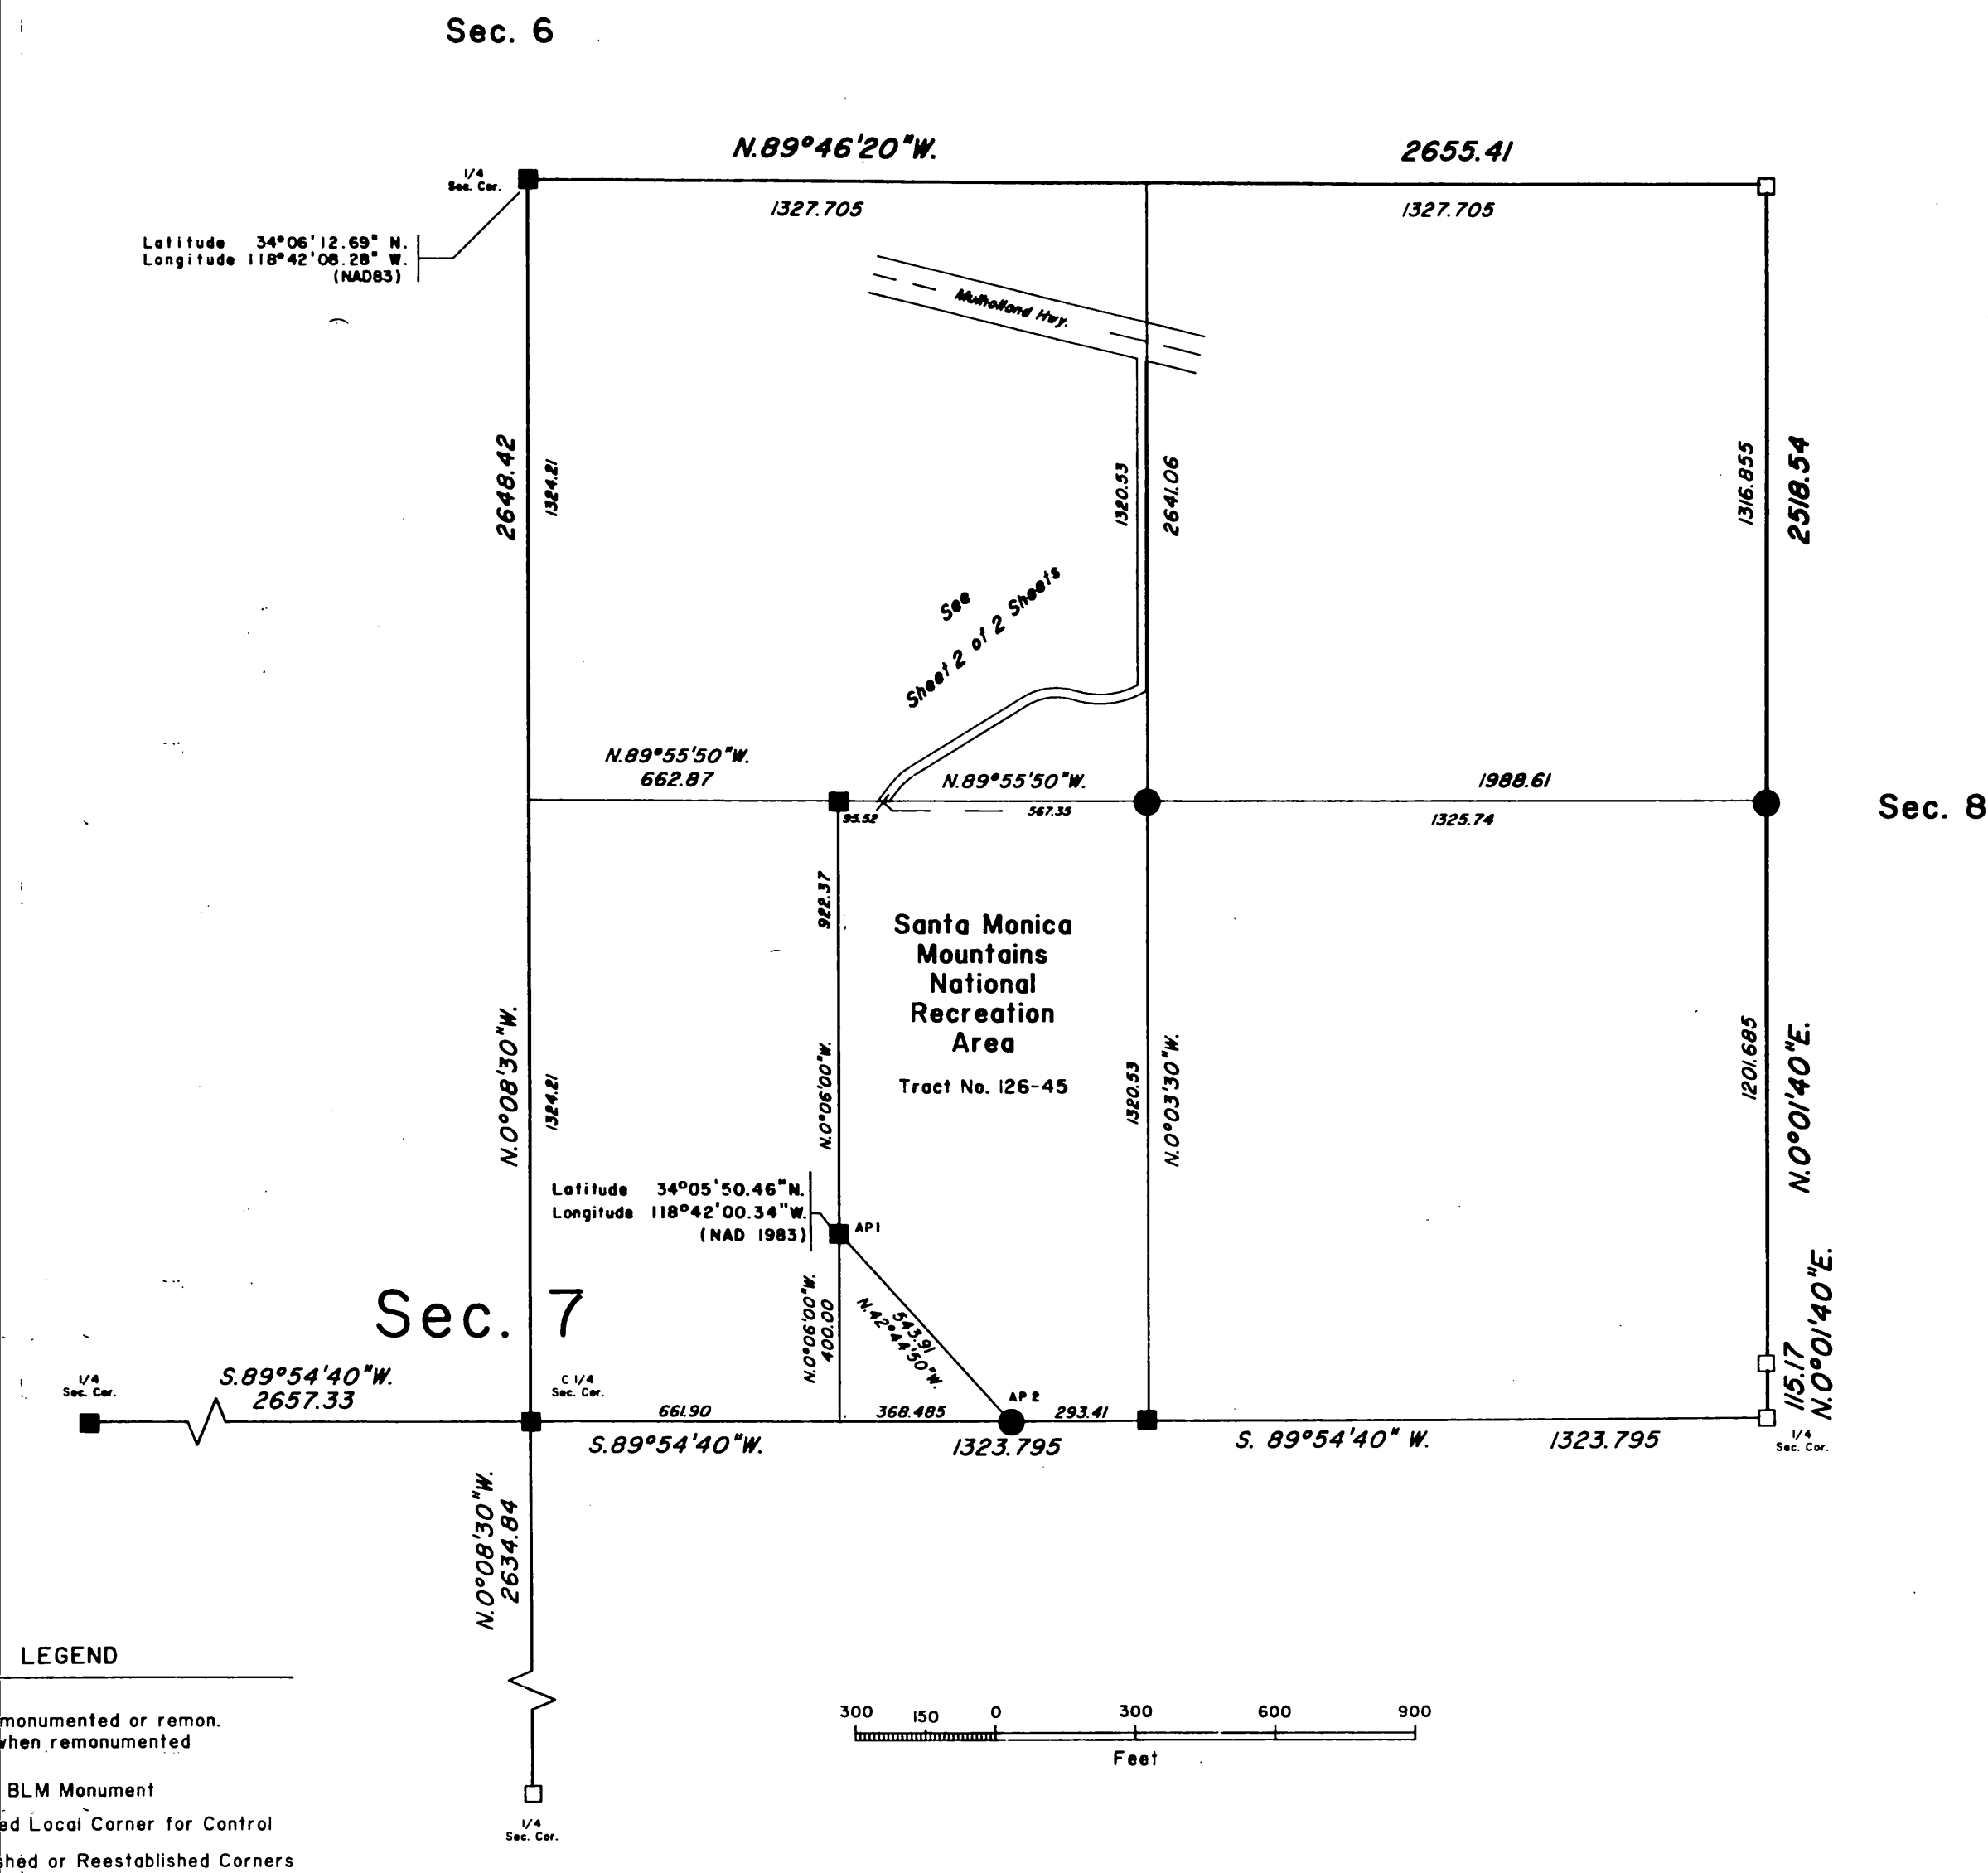 Sec. 6
N.89°46'20"W.
2655.41
1/4
Sec. Cor.
1327.705
1327.705
Latitude 34°06'12.69" N.
Longitude 118°42'08.28" W.
(NAD83)
Mulholland Hwy.
2648.42
1324.21
1320.53
2641.06
1316.855
2518.54
See
Sheet 2 of 2 Sheets
N.89°55'50"W.
662.87
N.89°55'50"W.
1988.61
95.52
567.35
1325.74
Sec. 8
922.37
Santa Monica
Mountains
National
Recreation
Area
Tract No. 126-45
N.0°08'30"W.
1324.21
N.0°06'00"W.
1320.53
N.0°03'30"W.
1201.685
N.0°01'40"E.
Latitude 34°05'50.46"N.
Longitude 118°42'00.34"W.
(NAD 1983)
AP1
Sec. 7
N.0°06'00"W.
400.00
543.91
N.42°44'50"W.
115.17
N.0°01'40"E.
1/4
Sec. Cor.
S.89°54'40"W.
2657.33
C 1/4
Sec. Cor.
AP 2
661.90
368.485
293.41
S.89°54'40"W.
1323.795
S. 89°54'40" W.
1323.795
1/4
Sec. Cor.
N.0°08'30"W.
2634.84
LEGEND
monumented or remon.
when remonumented
BLM Monument
ed Local Corner for Control
shed or Reestablished Corners
300 150 0 300 600 900
Feet
1/4
Sec. Cor.